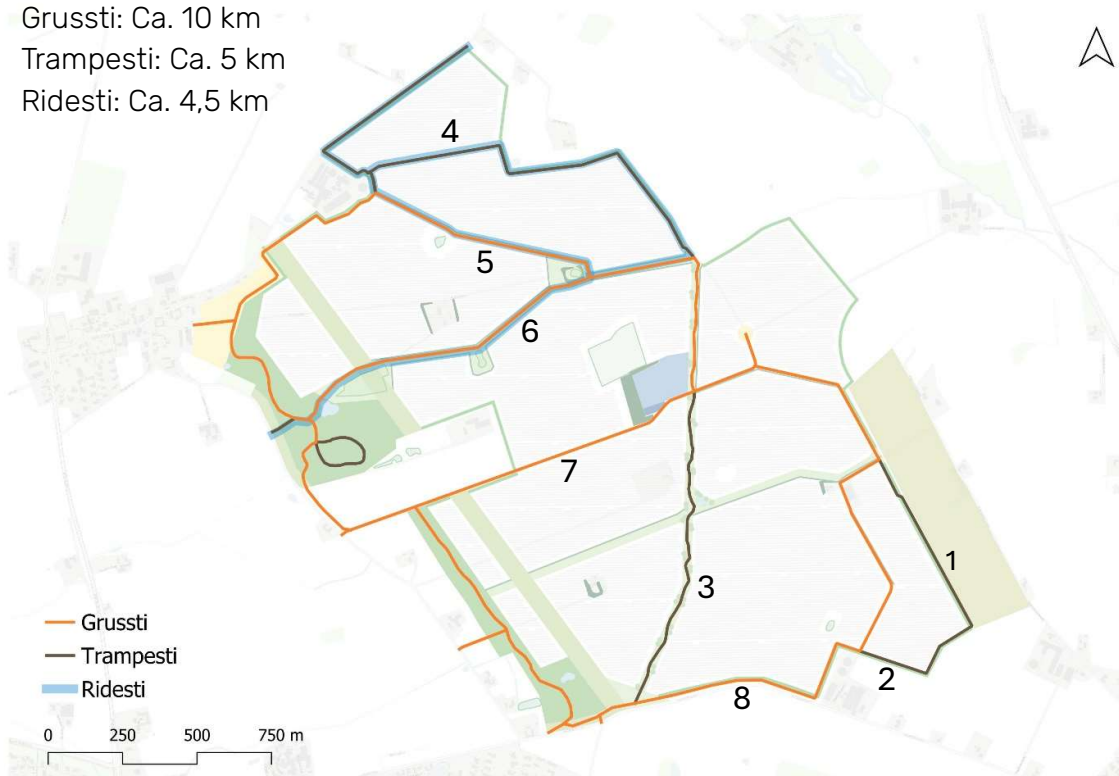 Grussti: Ca. 10 km
Trampesti: Ca. 5 km
Ridesti: Ca. 4,5 km
4
5
6
7
1
3
2
8
Grussti
Trampesti
Ridesti
0 250 500 750 m